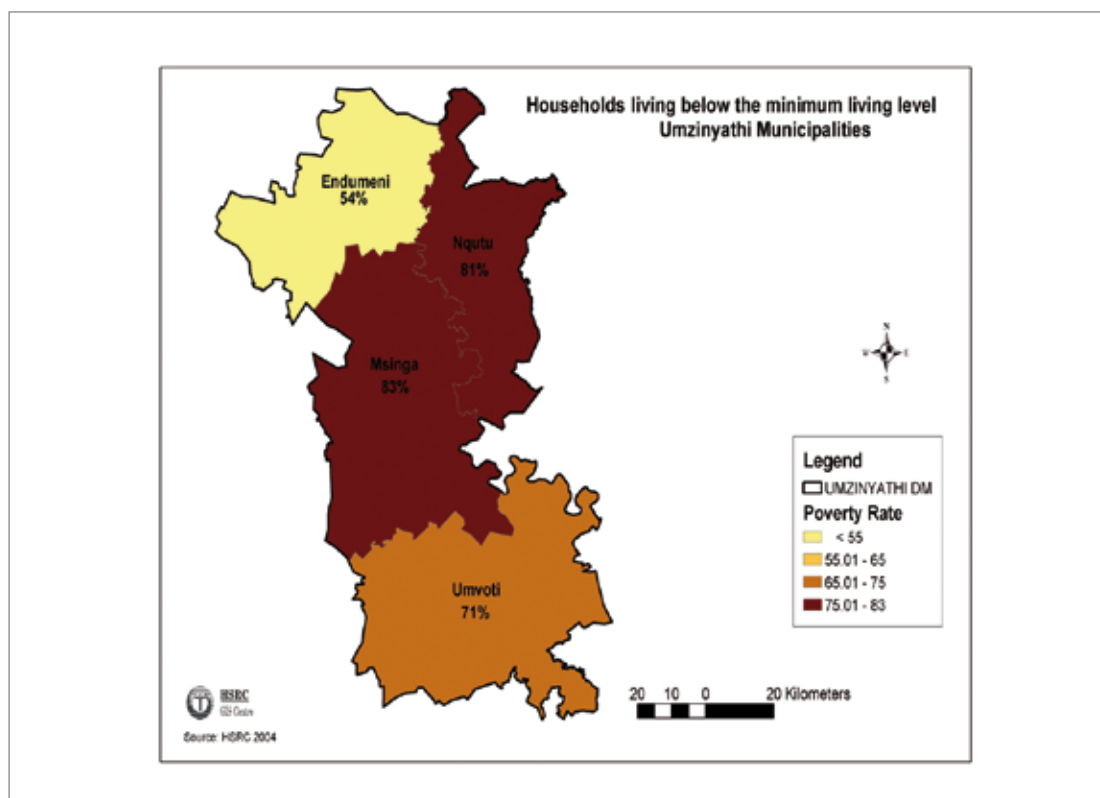 Households living below the minimum living level
Umzinyathi Municipalities
Endumeni
54%
Nqutu
81%
Msinga
83%
Umvoti
71%
N
W E
S
Legend
UMZINYATHI DM
Poverty Rate
< 55
55.01 - 65
65.01 - 75
75.01 - 83
20 10 0 20 Kilometers
HSRC
GIS Centre
Source: HSRC 2004